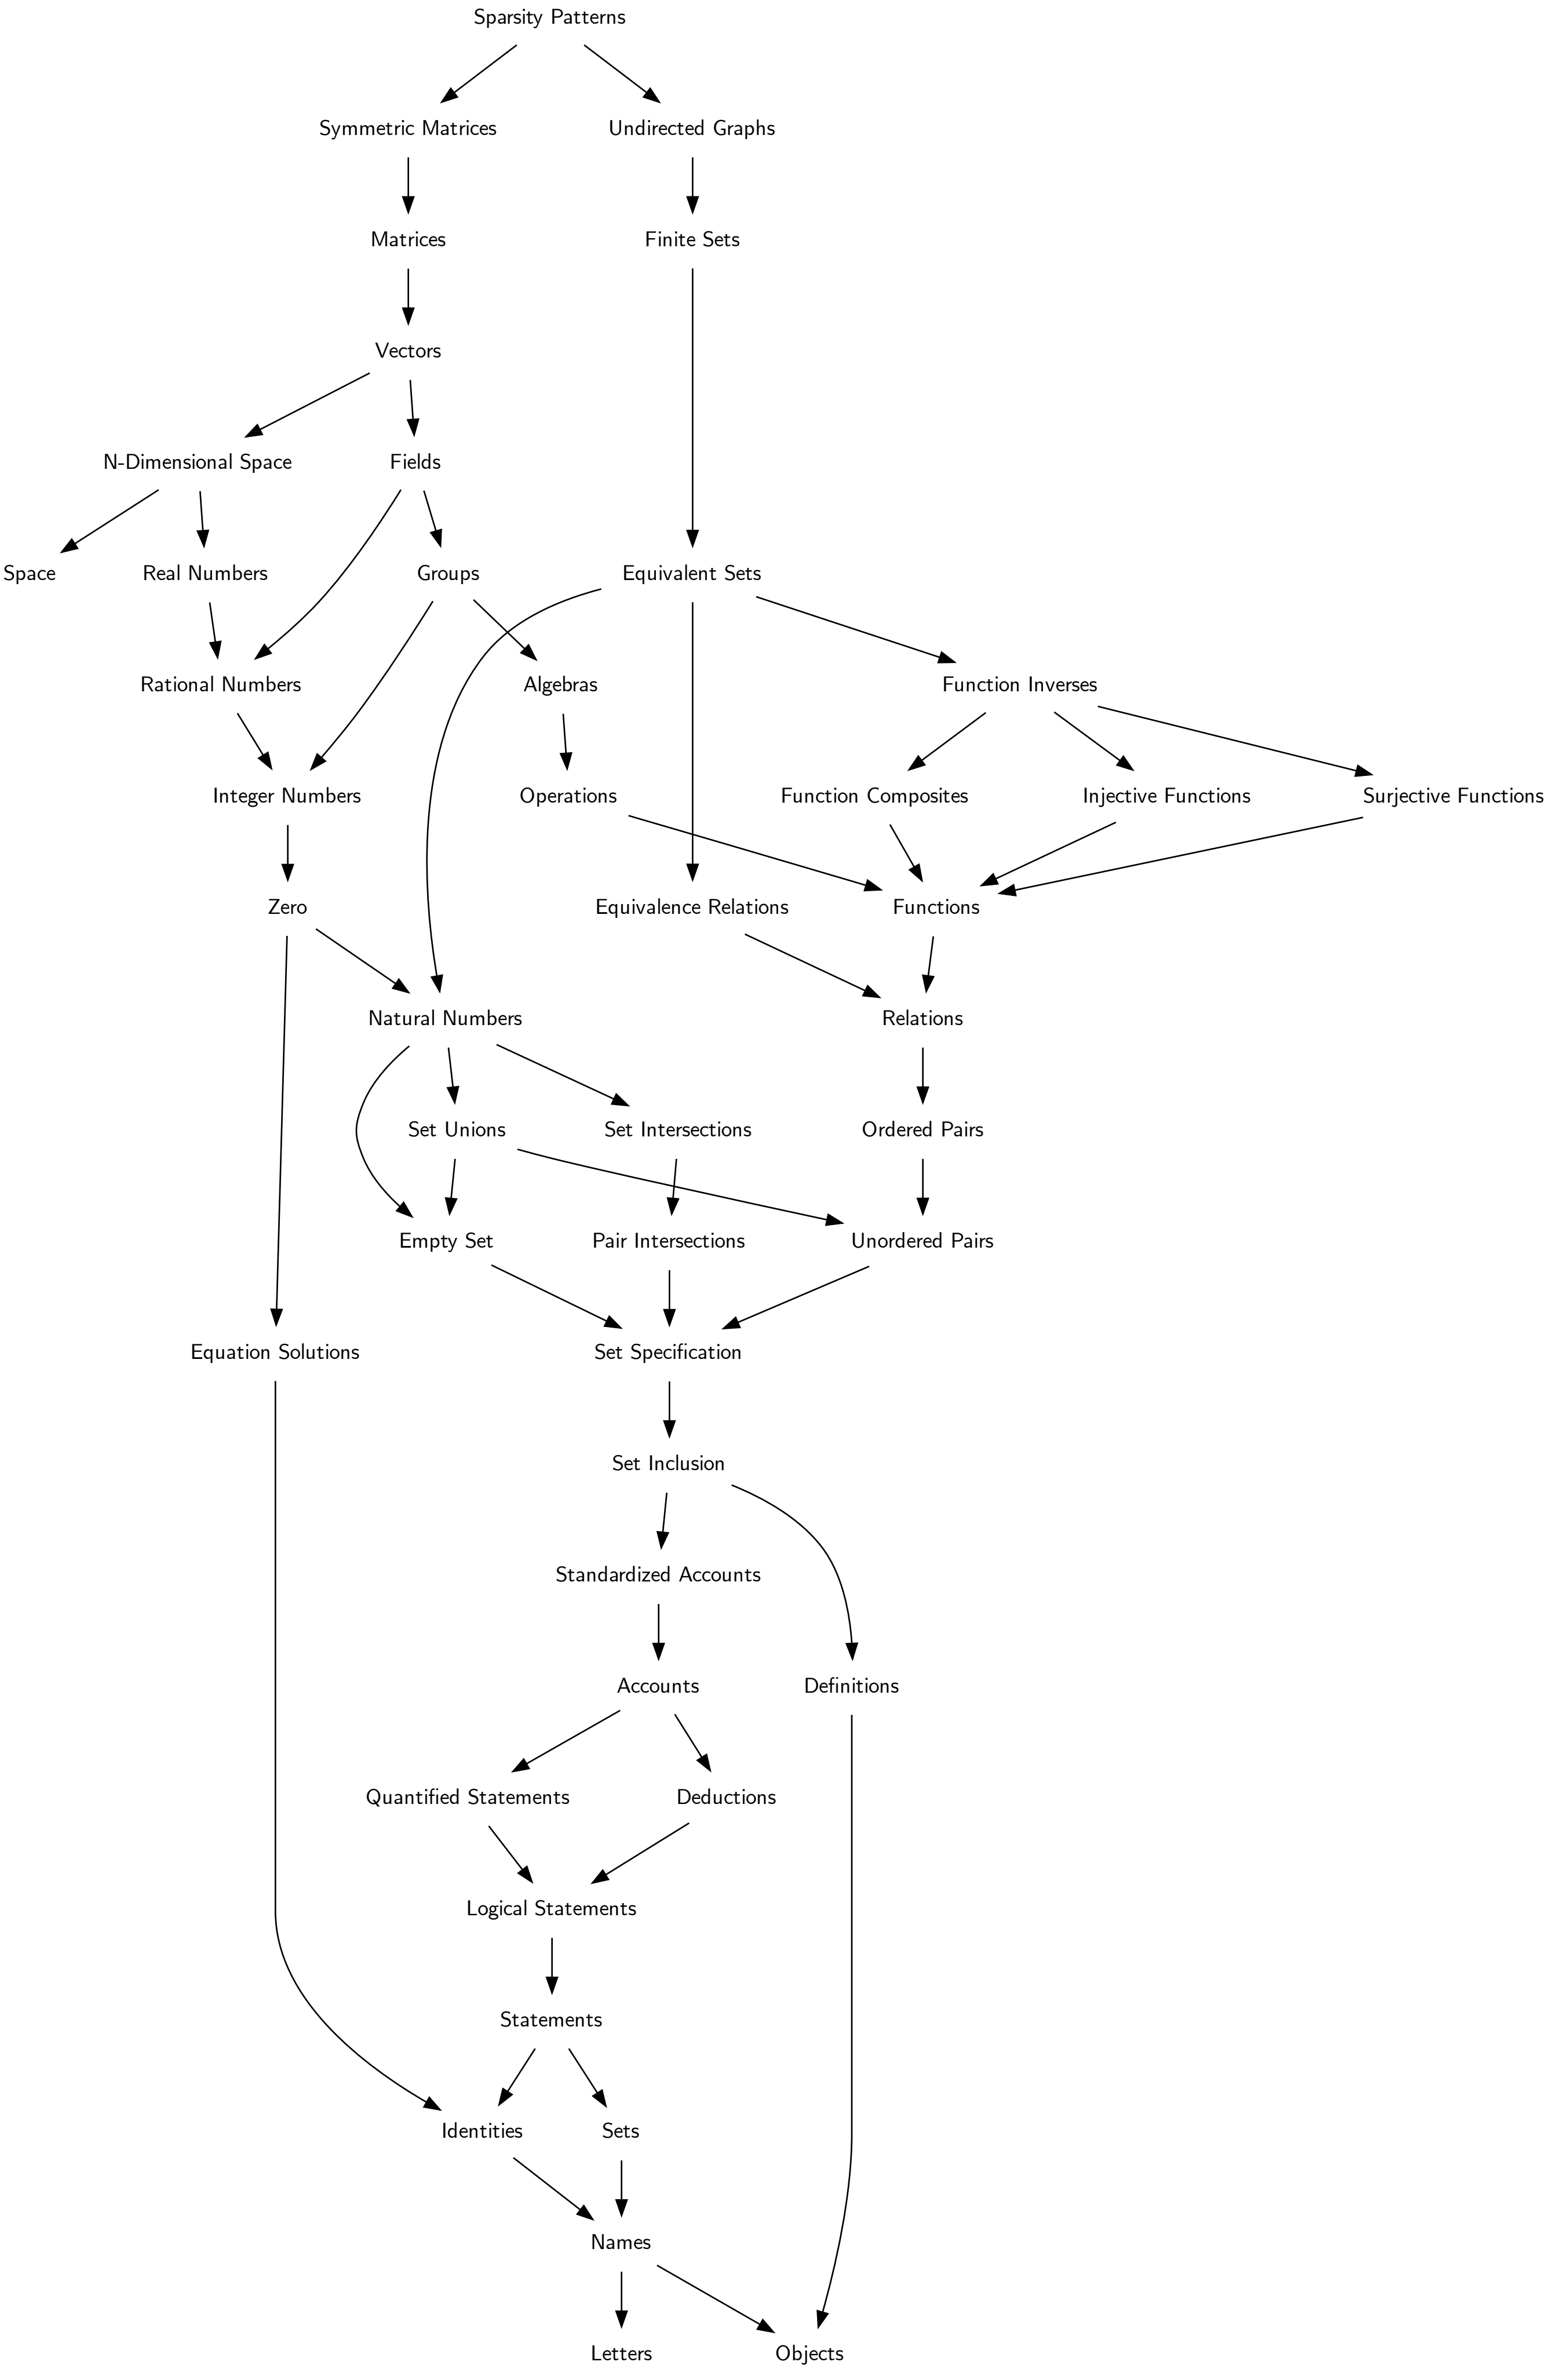 Sparsity Patterns
Symmetric Matrices
Undirected Graphs
Matrices
Finite Sets
Vectors
N-Dimensional Space
Fields
Space
Real Numbers
Groups
Equivalent Sets
Rational Numbers
Algebras
Function Inverses
Integer Numbers
Operations
Function Composites
Injective Functions
Surjective Functions
Zero
Equivalence Relations
Functions
Natural Numbers
Relations
Set Unions
Set Intersections
Ordered Pairs
Empty Set
Pair Intersections
Unordered Pairs
Equation Solutions
Set Specification
Set Inclusion
Standardized Accounts
Accounts
Definitions
Quantified Statements
Deductions
Logical Statements
Statements
Identities
Sets
Names
Letters
Objects